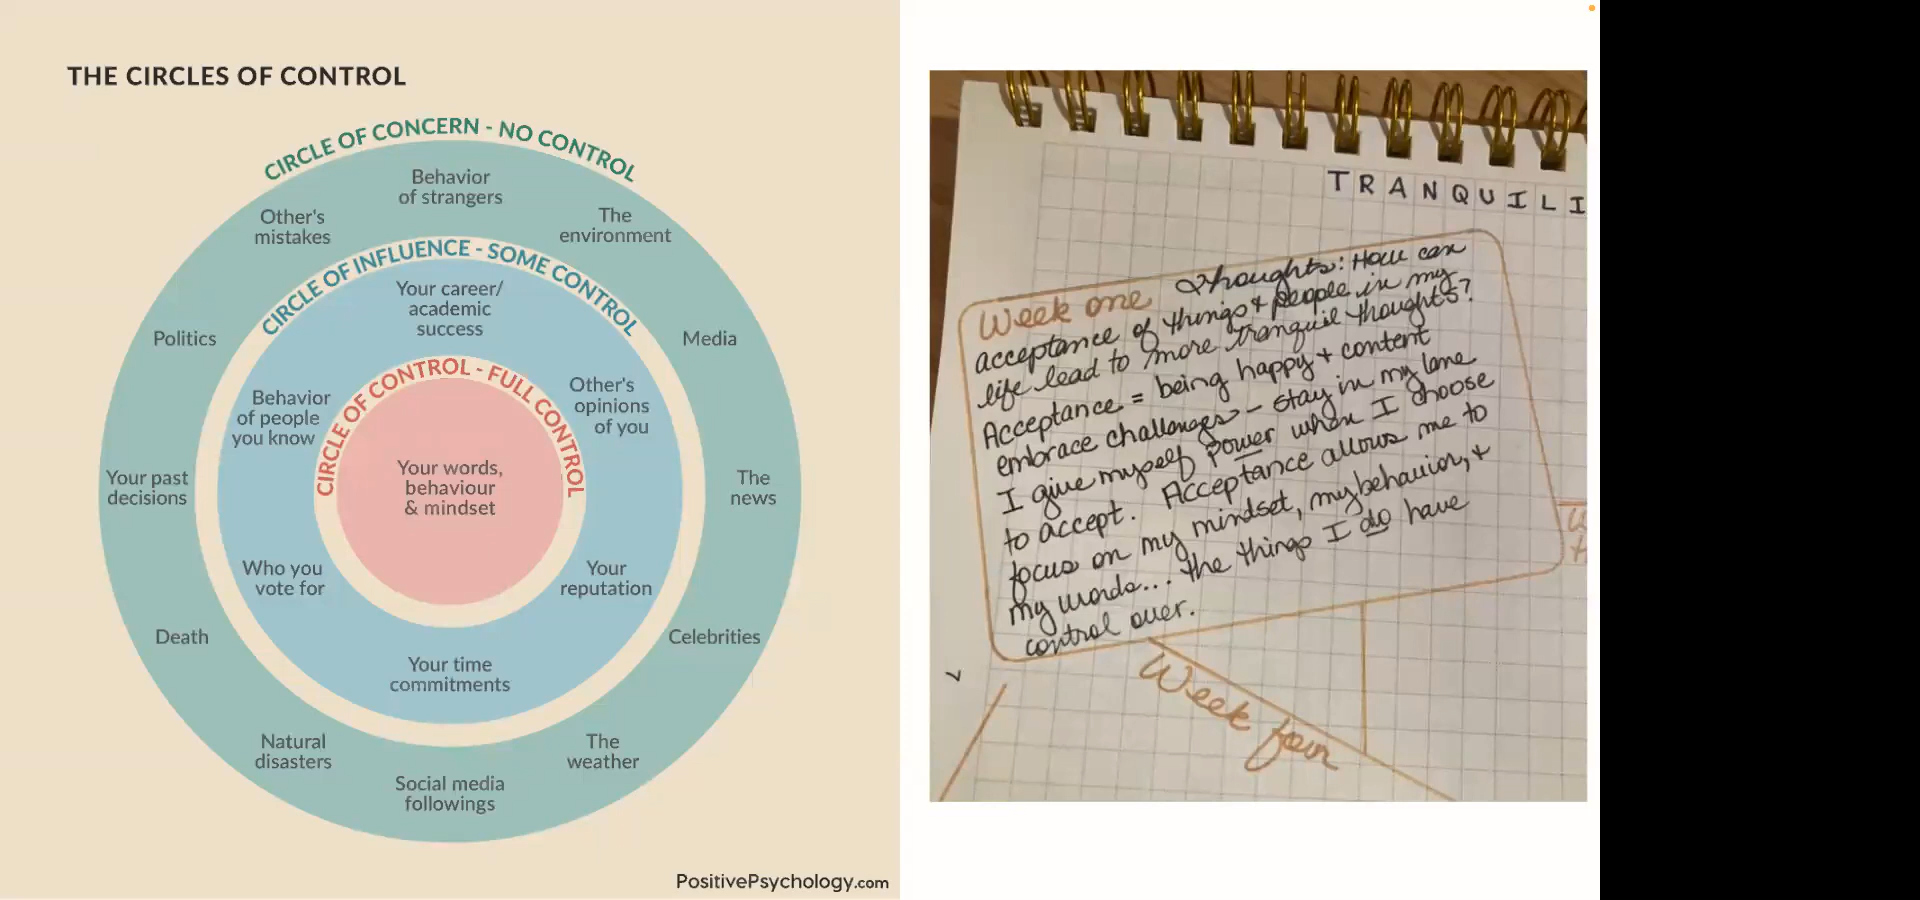 THE CIRCLES OF CONTROL
CIRCLE OF CONCERN - NO CONTROL
Behavior
of strangers
Other's
mistakes
The
environment
Politics
Media
Your past
decisions
The
news
Death
Celebrities
Natural
disasters
The
weather
Social media
followings
CIRCLE OF INFLUENCE - SOME CONTROL
Your career/
academic
success
Behavior
of people
you know
Other's
opinions
of you
Who you
vote for
Your
reputation
Your time
commitments
CIRCLE OF CONTROL - FULL CONTROL
Your words,
behaviour
& mindset
PositivePsychology.com
TRANQUILI
Week one Thoughts: How can
acceptance of things + people in my
life lead to more tranquil thoughts?
Acceptance = being happy + content
embrace challenges - stay in my lane
I give myself power when I choose
to accept. Acceptance allows me to
focus on my mindset, my behavior, +
my words... the things I do have
control over.
Week four